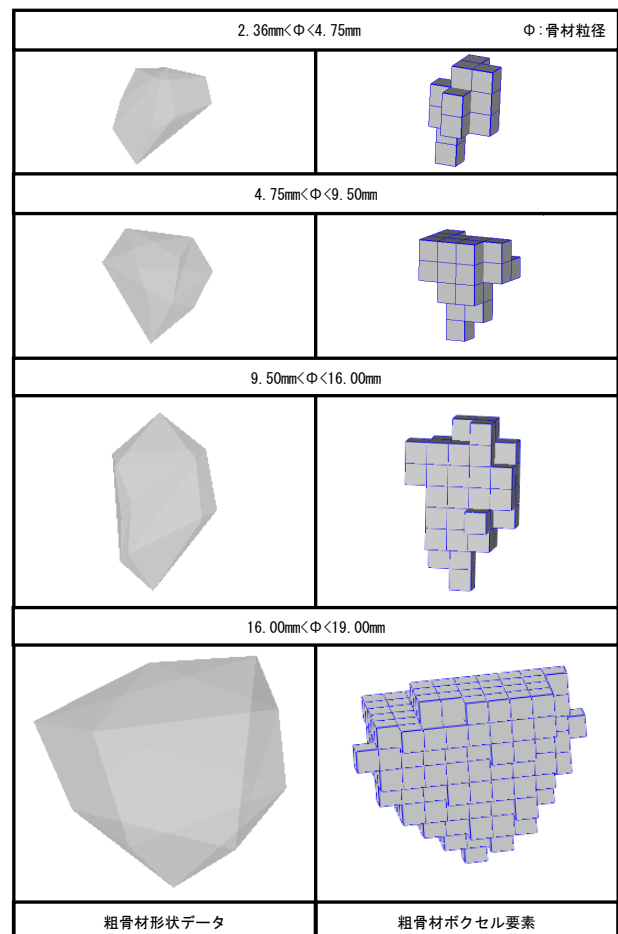 2.36mm<Φ<4.75mm Φ:骨材粒径
4.75mm<Φ<9.50mm
9.50mm<Φ<16.00mm
16.00mm<Φ<19.00mm
粗骨材形状データ 粗骨材ボクセル要素